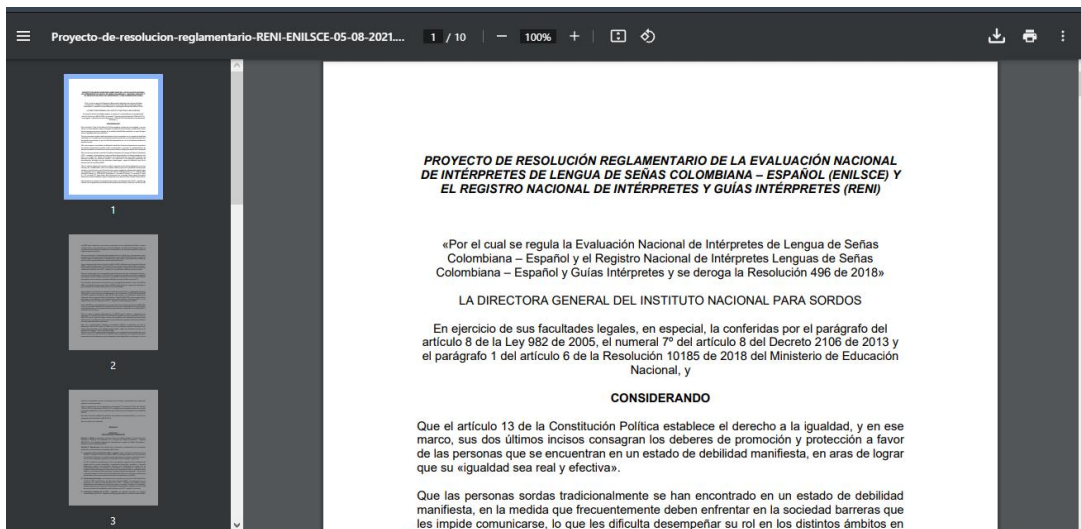 Proyecto-de-resolucion-reglamentario-RENI-ENILSCE-05-08-2021....
1 / 10
100%
1
2
3
PROYECTO DE RESOLUCIÓN REGLAMENTARIO DE LA EVALUACIÓN NACIONAL
DE INTÉRPRETES DE LENGUA DE SEÑAS COLOMBIANA – ESPAÑOL (ENILSCE) Y
EL REGISTRO NACIONAL DE INTÉRPRETES Y GUÍAS INTÉRPRETES (RENI)
«Por el cual se regula la Evaluación Nacional de Intérpretes de Lengua de Señas
Colombiana – Español y el Registro Nacional de Intérpretes Lenguas de Señas
Colombiana – Español y Guías Intérpretes y se deroga la Resolución 496 de 2018»
LA DIRECTORA GENERAL DEL INSTITUTO NACIONAL PARA SORDOS
En ejercicio de sus facultades legales, en especial, la conferidas por el parágrafo del
artículo 8 de la Ley 982 de 2005, el numeral 7º del artículo 8 del Decreto 2106 de 2013 y
el parágrafo 1 del artículo 6 de la Resolución 10185 de 2018 del Ministerio de Educación
Nacional, y
CONSIDERANDO
Que el artículo 13 de la Constitución Política establece el derecho a la igualdad, y en ese
marco, sus dos últimos incisos consagran los deberes de promoción y protección a favor
de las personas que se encuentran en un estado de debilidad manifiesta, en aras de lograr
que su «igualdad sea real y efectiva».
Que las personas sordas tradicionalmente se han encontrado en un estado de debilidad
manifiesta, en la medida que frecuentemente deben enfrentar en la sociedad barreras que
les impide comunicarse, lo que les dificulta desempeñar su rol en los distintos ámbitos en